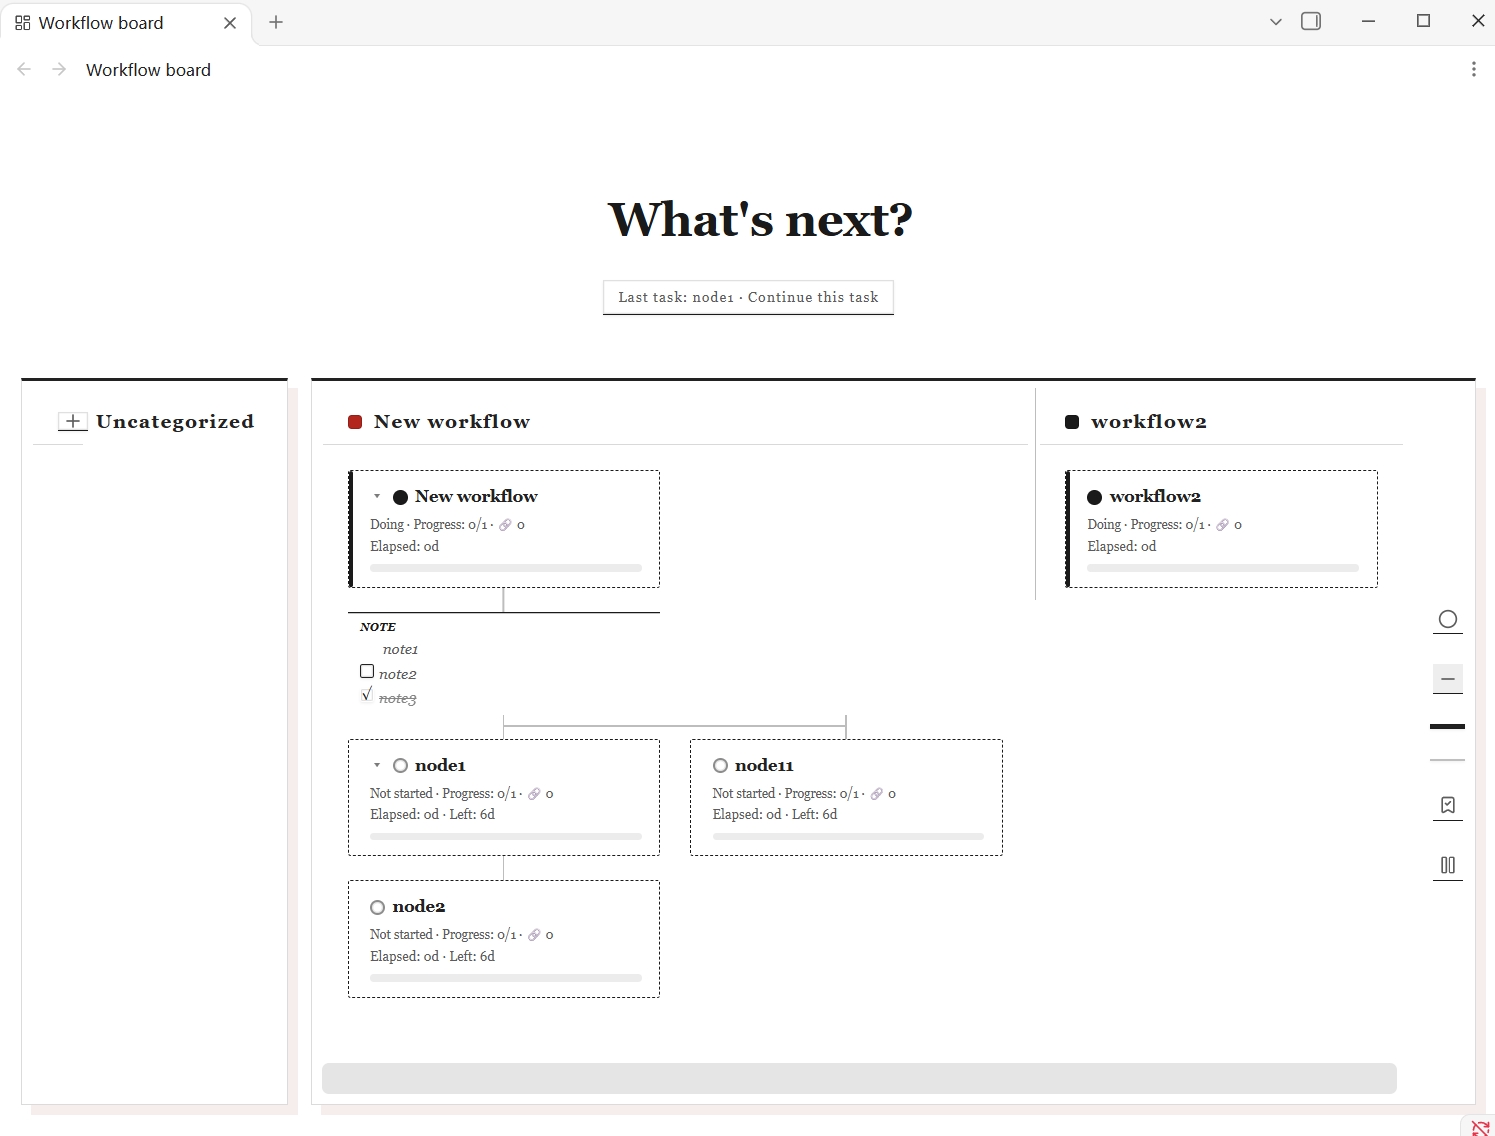 Workflow board
Workflow board
What's next?
Last task: node1 · Continue this task
Uncategorized
New workflow
workflow2
New workflow
Doing · Progress: 0/1 · 🔗 0
Elapsed: 0d
workflow2
Doing · Progress: 0/1 · 🔗 0
Elapsed: 0d
NOTE
note1
note2
note3
node1
Not started · Progress: 0/1 · 🔗 0
Elapsed: 0d · Left: 6d
node11
Not started · Progress: 0/1 · 🔗 0
Elapsed: 0d · Left: 6d
node2
Not started · Progress: 0/1 · 🔗 0
Elapsed: 0d · Left: 6d